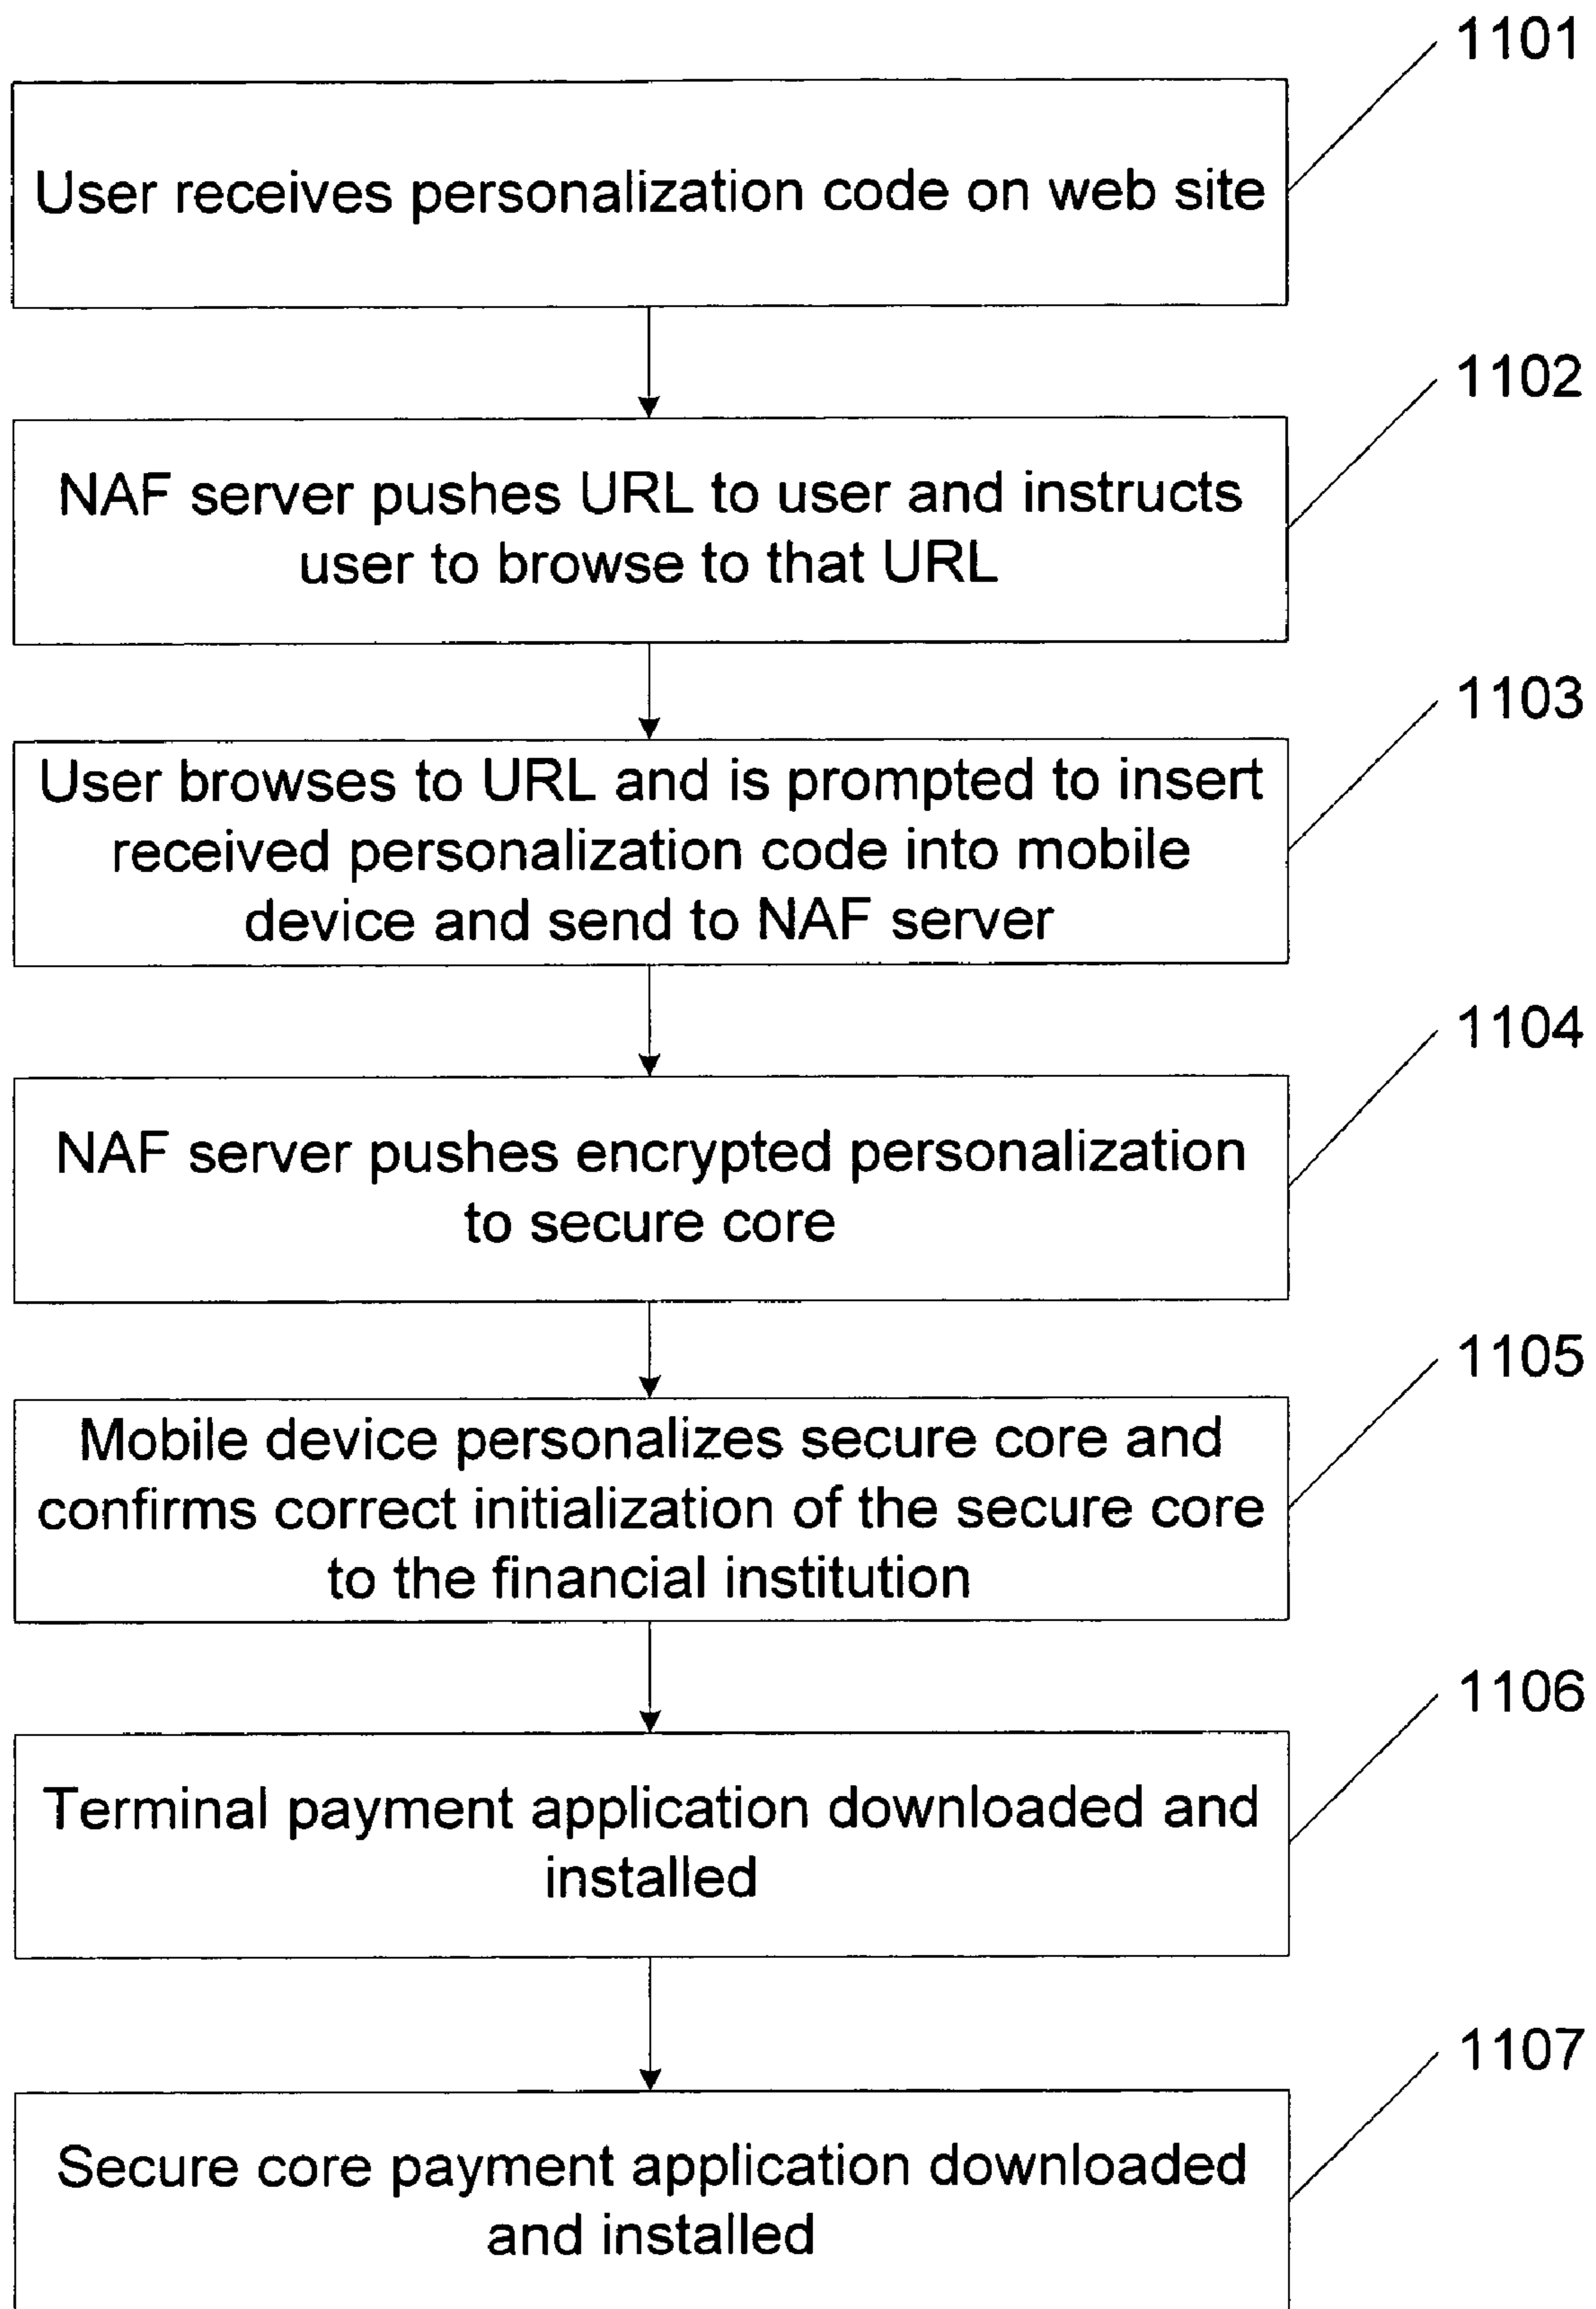 1101
User receives personalization code on web site
1102
NAF server pushes URL to user and instructs
user to browse to that URL
1103
User browses to URL and is prompted to insert
received personalization code into mobile
device and send to NAF server
1104
NAF server pushes encrypted personalization
to secure core
1105
Mobile device personalizes secure core and
confirms correct initialization of the secure core
to the financial institution
1106
Terminal payment application downloaded and
installed
1107
Secure core payment application downloaded
and installed